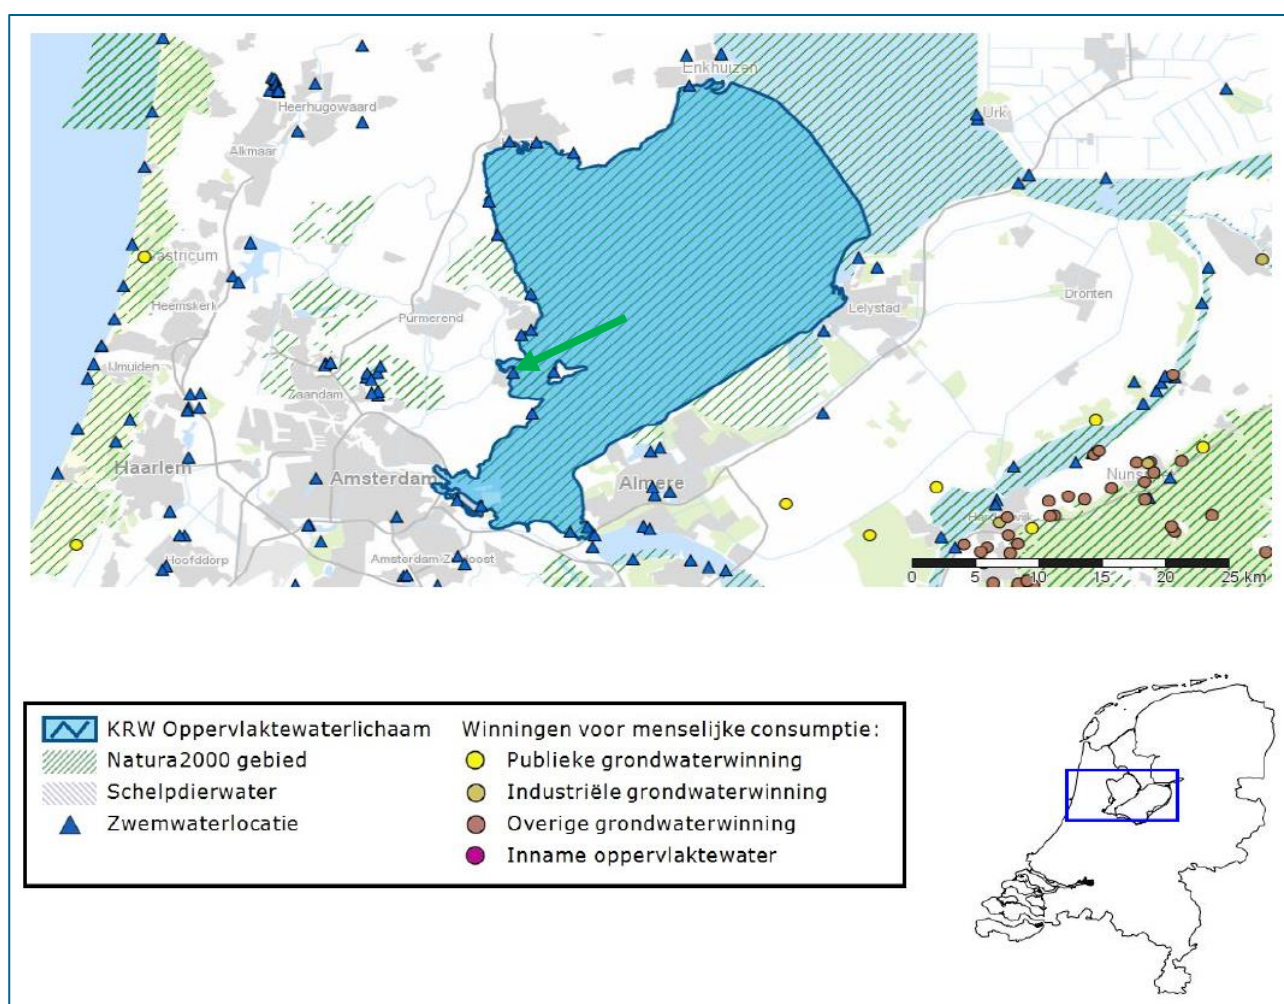 Enkhuizen
Urk
Heerhugowaard
Alkmaar
Castricum
Dronten
Heemskerk
Purmerend
Lelystad
IJmuiden
Zaandam
Haarlem
Amsterdam
Almere
Hoofddorp
Amsterdam Zuidoost
0 5 10 15 20 25 km
KRW Oppervlaktewaterlichaam
Natura2000 gebied
Schelpdierwater
Zwemwaterlocatie
Winningen voor menselijke consumptie:
Publieke grondwaterwinning
Industriële grondwaterwinning
Overige grondwaterwinning
Inname oppervlaktewater